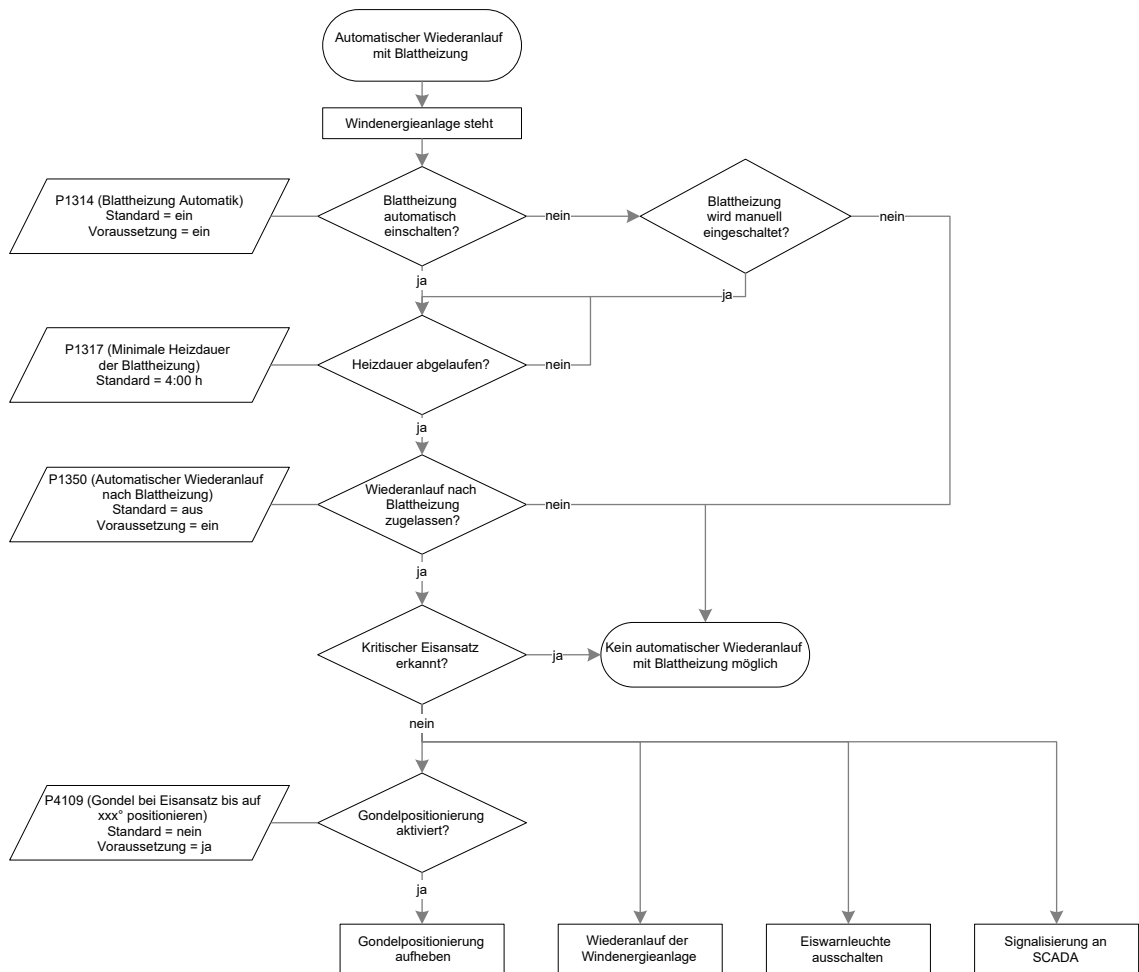 Automatischer Wiederanlauf
mit Blattheizung
Windenergieanlage steht
P1314 (Blattheizung Automatik)
Standard = ein
Voraussetzung = ein
Blattheizung
automatisch
einschalten?
nein
Blattheizung
wird manuell
eingeschaltet?
nein
ja
ja
P1317 (Minimale Heizdauer
der Blattheizung)
Standard = 4:00 h
Heizdauer abgelaufen?
nein
ja
P1350 (Automatischer Wiederanlauf
nach Blattheizung)
Standard = aus
Voraussetzung = ein
Wiederanlauf nach
Blattheizung
zugelassen?
nein
ja
Kritischer Eisansatz
erkannt?
ja
Kein automatischer Wiederanlauf
mit Blattheizung möglich
nein
P4109 (Gondel bei Eisansatz bis auf
xxx° positionieren)
Standard = nein
Voraussetzung = ja
Gondelpositionierung
aktiviert?
ja
Gondelpositionierung
aufheben
Wiederanlauf der
Windenergieanlage
Eiswarnleuchte
ausschalten
Signalisierung an
SCADA